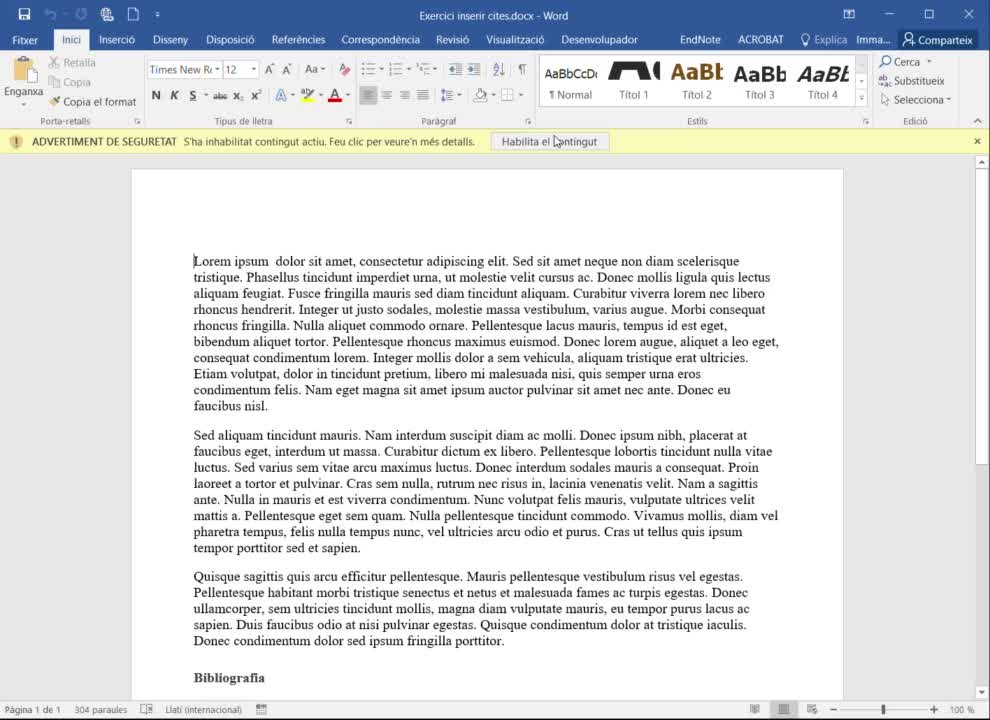 Exercici inserir cites.docx - Word
Fitxer Inici Inserció Disseny Disposició Referències Correspondència Revisió Visualització Desenvolupador EndNote ACROBAT Explica Imma... Comparteix
Enganxa
Retalla
Copia
Copia el format
Porta-retalls
Times New R 12
Aa
N K S abc x₂ x²
Tipus de lletra
Paràgraf
AaBbCcDc AaBb AaBb AaBb
¶ Normal Títol 1 Títol 2 Títol 3 Títol 4
Estils
Cerca
Substitueix
Selecciona
Edició
ADVERTIMENT DE SEGURETAT S'ha inhabilitat contingut actiu. Feu clic per veure'n més detalls. Habilita el contingut
Lorem ipsum dolor sit amet, consectetur adipiscing elit. Sed sit amet neque non diam scelerisque
tristique. Phasellus tincidunt imperdiet urna, ut molestie velit cursus ac. Donec mollis ligula quis lectus
aliquam feugiat. Fusce fringilla mauris sed diam tincidunt aliquam. Curabitur viverra lorem nec libero
rhoncus hendrerit. Integer ut justo sodales, molestie massa vestibulum, varius augue. Morbi consequat
rhoncus fringilla. Nulla aliquet commodo ornare. Pellentesque lacus mauris, tempus id est eget,
bibendum aliquet tortor. Pellentesque rhoncus maximus euismod. Donec lorem augue, aliquet a leo eget,
consequat condimentum lorem. Integer mollis dolor a sem vehicula, aliquam tristique erat ultricies.
Etiam volutpat, dolor in tincidunt pretium, libero mi malesuada nisi, quis semper urna eros
condimentum felis. Nam eget magna sit amet ipsum auctor pulvinar sit amet nec ante. Donec eu
faucibus nisl.
Sed aliquam tincidunt mauris. Nam interdum suscipit diam ac molli. Donec ipsum nibh, placerat at
faucibus eget, interdum ut massa. Curabitur dictum ex libero. Pellentesque lobortis tincidunt nulla vitae
luctus. Sed varius sem vitae arcu maximus luctus. Donec interdum sodales mauris a consequat. Proin
laoreet a tortor et pulvinar. Cras sem nulla, rutrum nec risus in, lacinia venenatis velit. Nam a sagittis
ante. Nulla in mauris et est viverra condimentum. Nunc volutpat felis mauris, vulputate ultrices velit
mattis a. Pellentesque eget sem quam. Nulla pellentesque tincidunt commodo. Vivamus mollis, diam vel
pharetra tempus, felis nulla tempus nunc, vel ultricies arcu odio et purus. Cras ut tellus quis ipsum
tempor porttitor sed et sapien.
Quisque sagittis quis arcu efficitur pellentesque. Mauris pellentesque vestibulum risus vel egestas.
Pellentesque habitant morbi tristique senectus et netus et malesuada fames ac turpis egestas. Donec
ullamcorper, sem ultricies tincidunt mollis, magna diam vulputate mauris, eu tempor purus lacus ac
sapien. Duis faucibus odio at nisi pulvinar egestas. Quisque condimentum dolor at tristique iaculis.
Donec condimentum dolor sed ipsum fringilla porttitor.
Bibliografia
Pàgina 1 de 1 304 paraules Llatí (internacional) 100 %